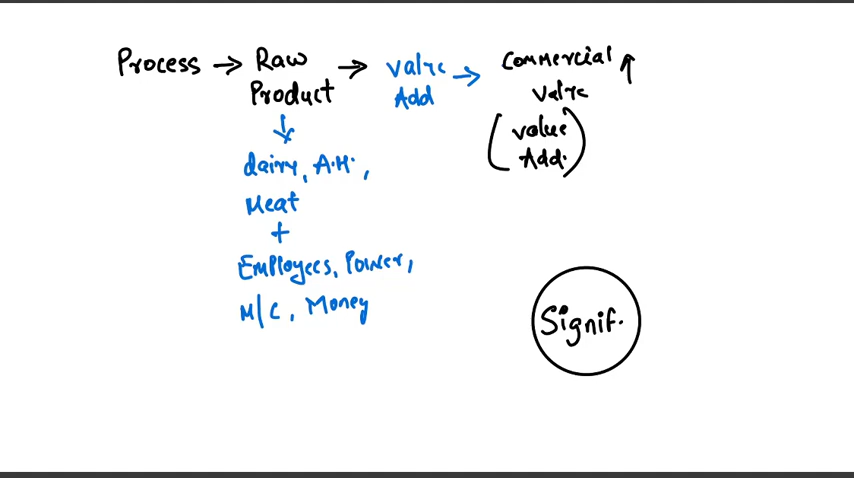 Process → Raw Product → Value Add → Commercial Value ↑
(Value Add.)
↓
dairy, A.H.,
Meat
+
Employees, Power,
M/C, Money
Signif.